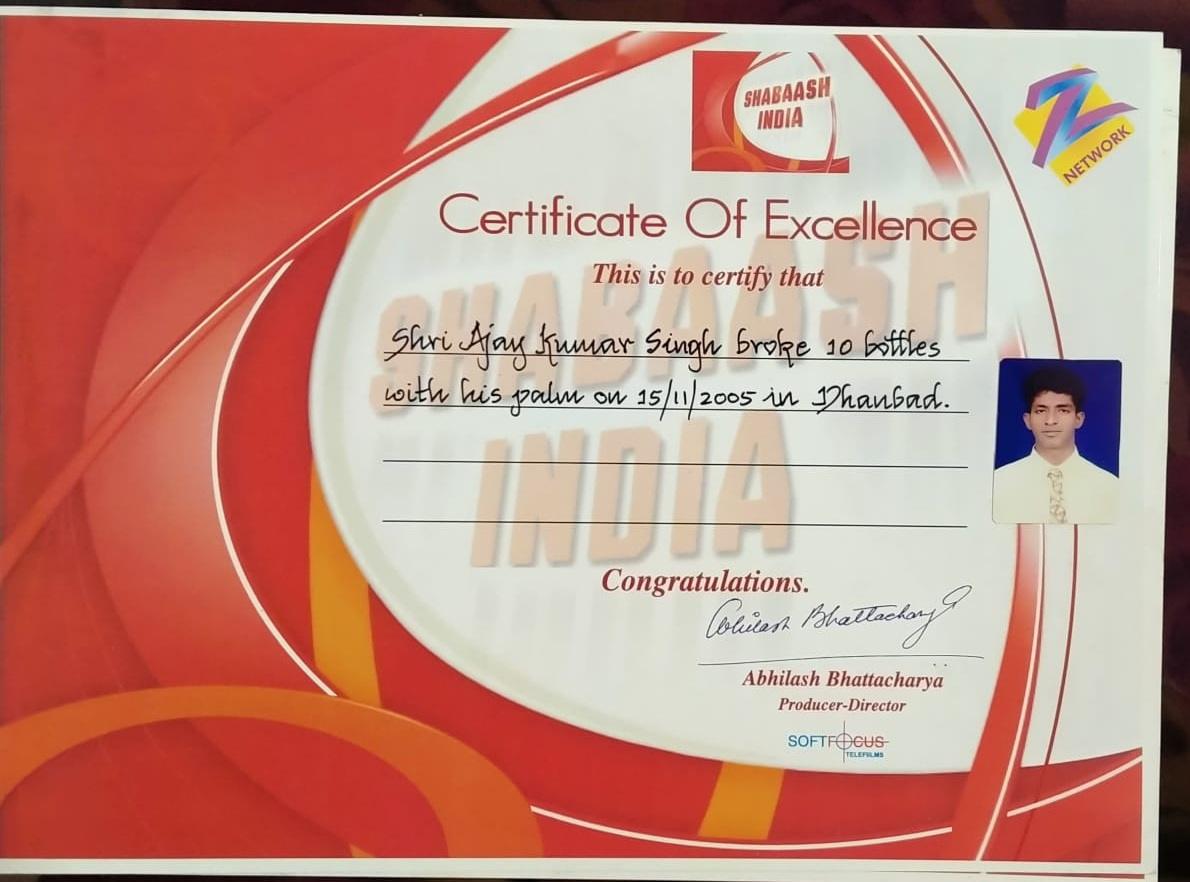 SHABAASH
INDIA
Z
NETWORK
Certificate Of Excellence
This is to certify that
Shri Ajay Kumar Singh broke 10 bottles
with his palm on 15/11/2005 in Dhanbad.
SHABAASH
INDIA
Congratulations.
Abhilash Bhattacharya
Abhilash Bhattacharya
Producer-Director
SOFTFOCUS
TELEFILMS